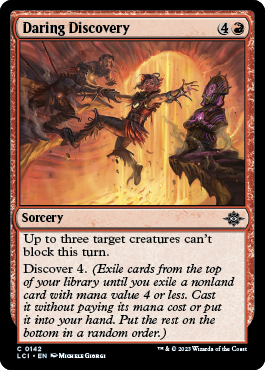 Daring Discovery 4
Sorcery
Up to three target creatures can't
block this turn.
Discover 4. (Exile cards from the top
of your library until you exile a nonland
card with mana value 4 or less. Cast
it without paying its mana cost or put
it into your hand. Put the rest on the
bottom in a random order.)
C 0142
LCI • EN Michele Giorgi
™ & © 2023 Wizards of the Coast